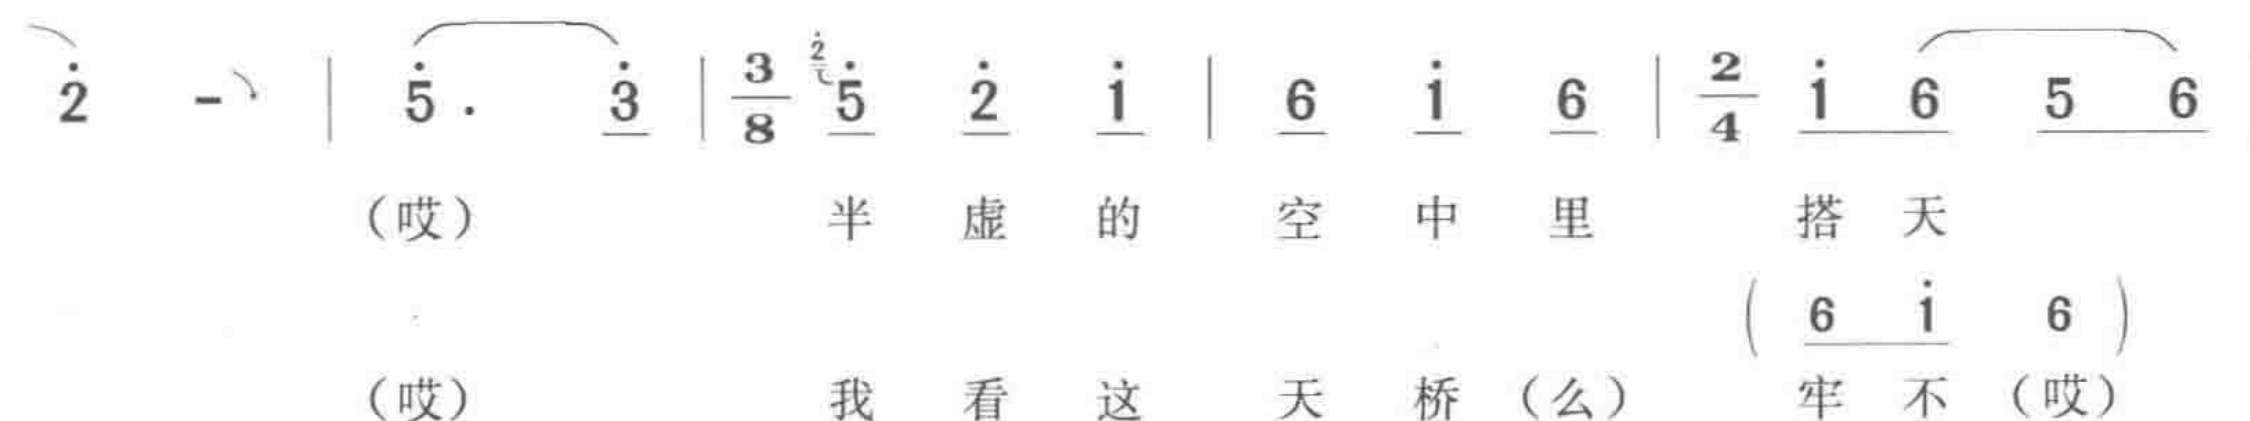 2̇ - | 5̇ . 3̇ | 3/8 2̇ 5̇ 2̇ 1̇ | 6 1̇ 6 | 2/4 1̇ 6 5 6
（哎） 半 虚 的 空 中 里 搭 天
( 6 1̇ 6 )
（哎） 我 看 这 天 桥 （么） 牢 不 （哎）